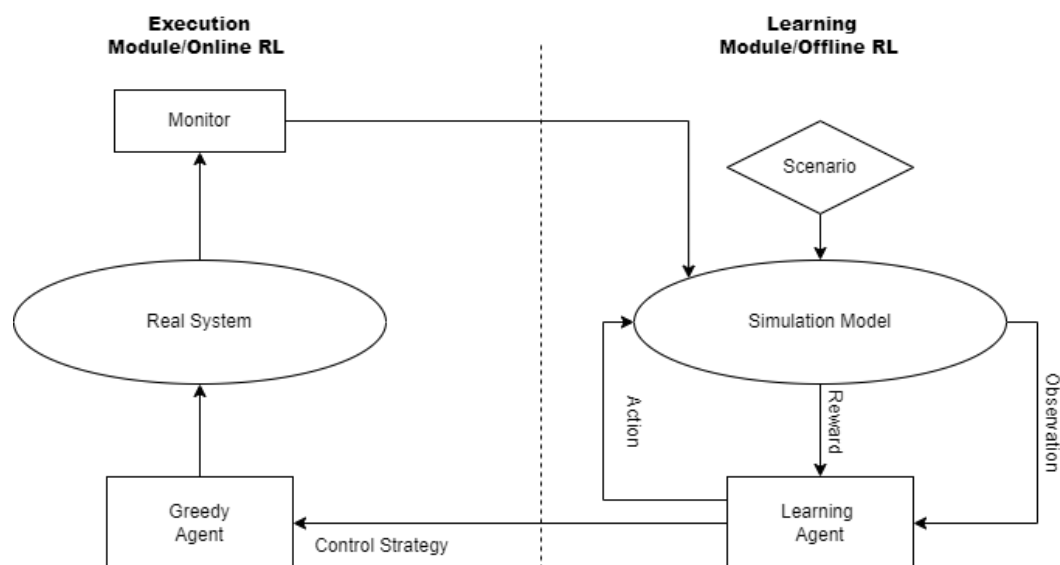 Execution
Module/Online RL
Learning
Module/Offline RL
Monitor
Scenario
Real System
Simulation Model
Action
Reward
Observation
Greedy
Agent
Learning
Agent
Control Strategy